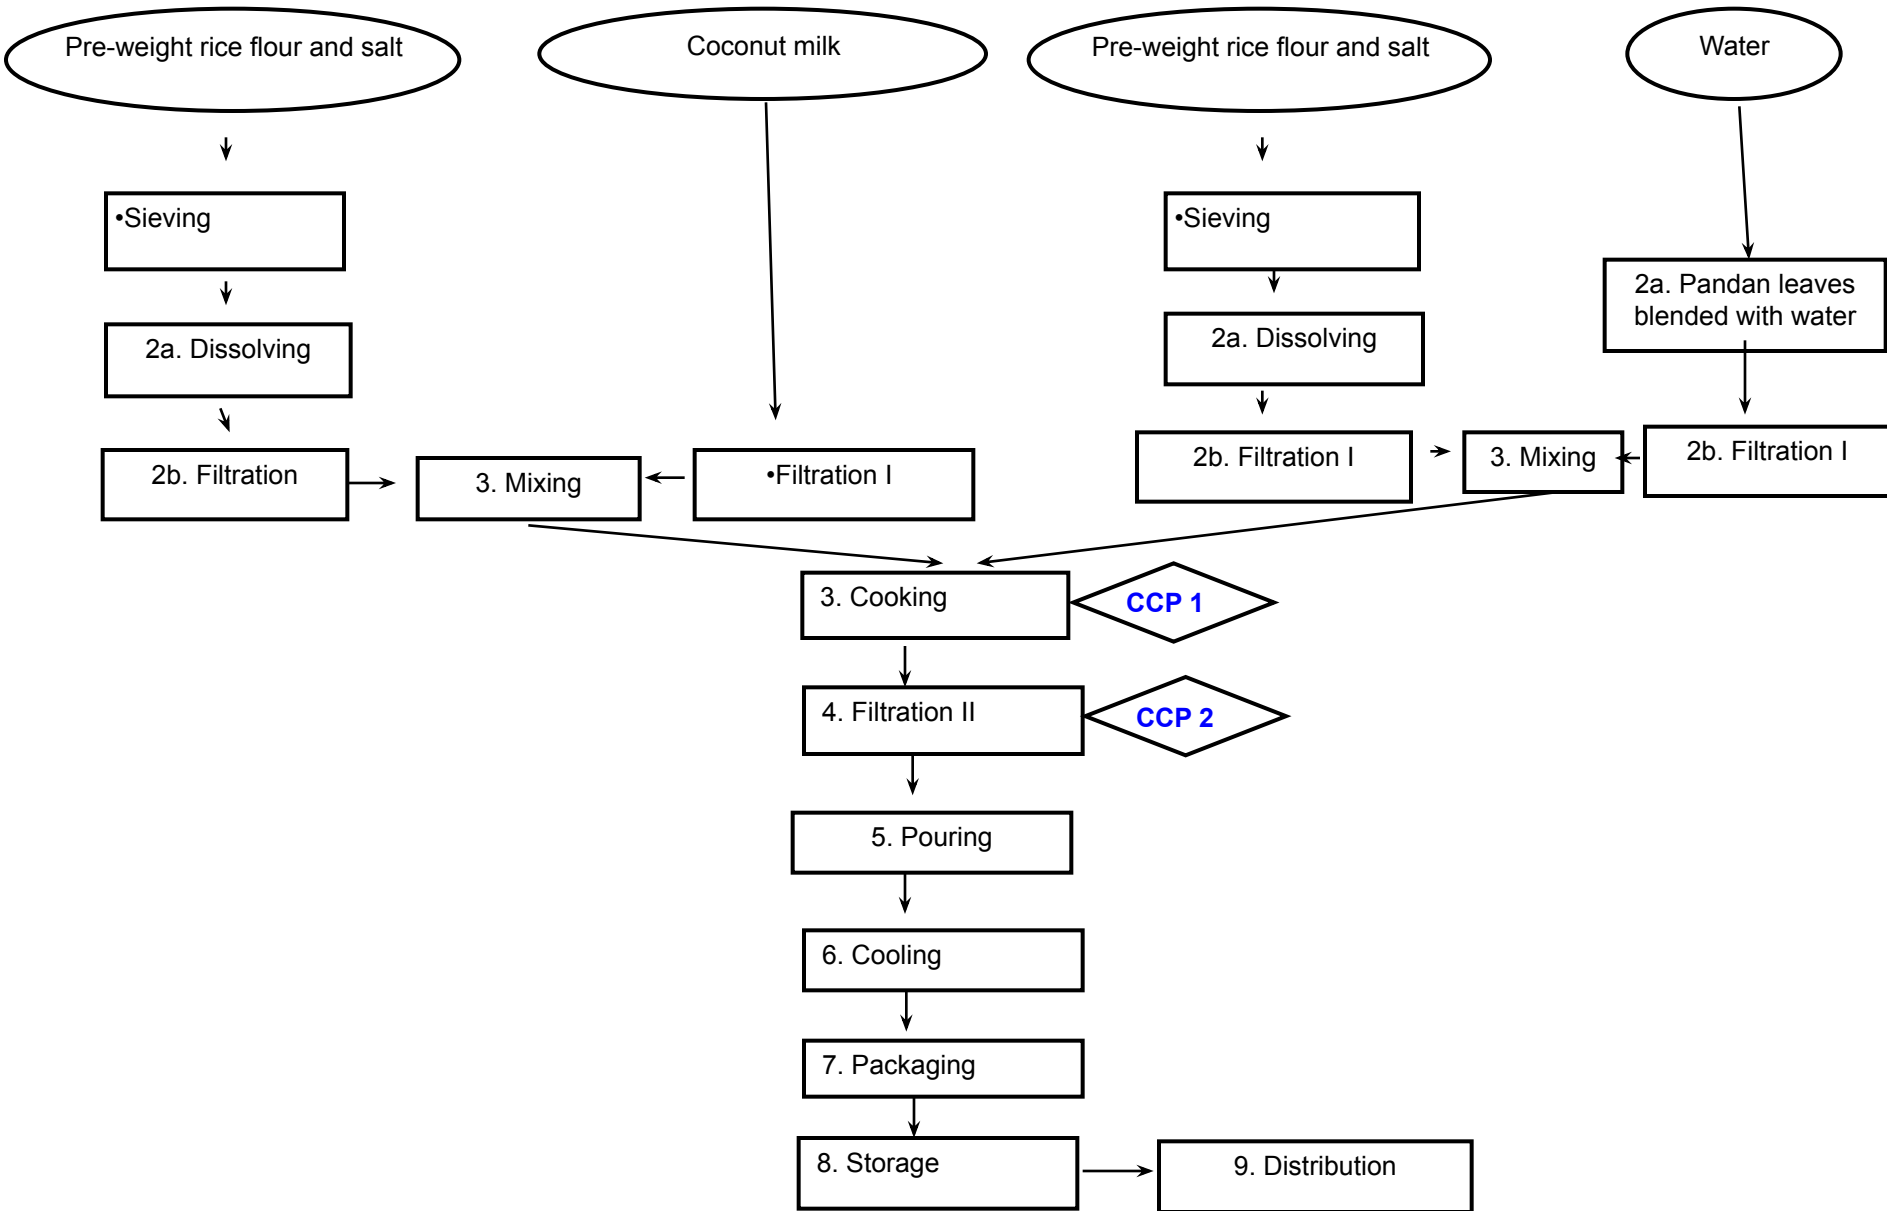 Pre-weight rice flour and salt
Coconut milk
Pre-weight rice flour and salt
Water
•Sieving
•Sieving
2a. Pandan leaves
blended with water
2a. Dissolving
2a. Dissolving
2b. Filtration
3. Mixing
•Filtration I
2b. Filtration I
3. Mixing
2b. Filtration I
3. Cooking
CCP 1
4. Filtration II
CCP 2
5. Pouring
6. Cooling
7. Packaging
8. Storage
9. Distribution